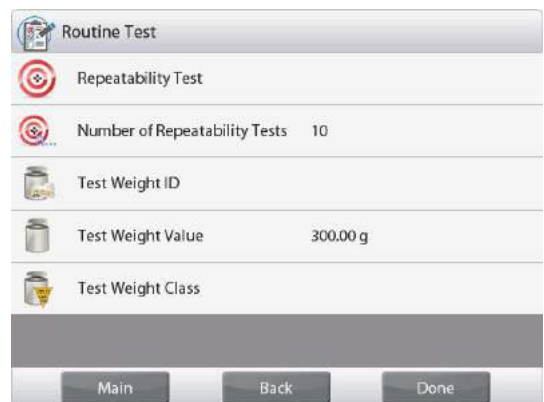 Routine Test
Repeatability Test
Number of Repeatability Tests 10
Test Weight ID
Test Weight Value 300.00 g
Test Weight Class
Main Back Done